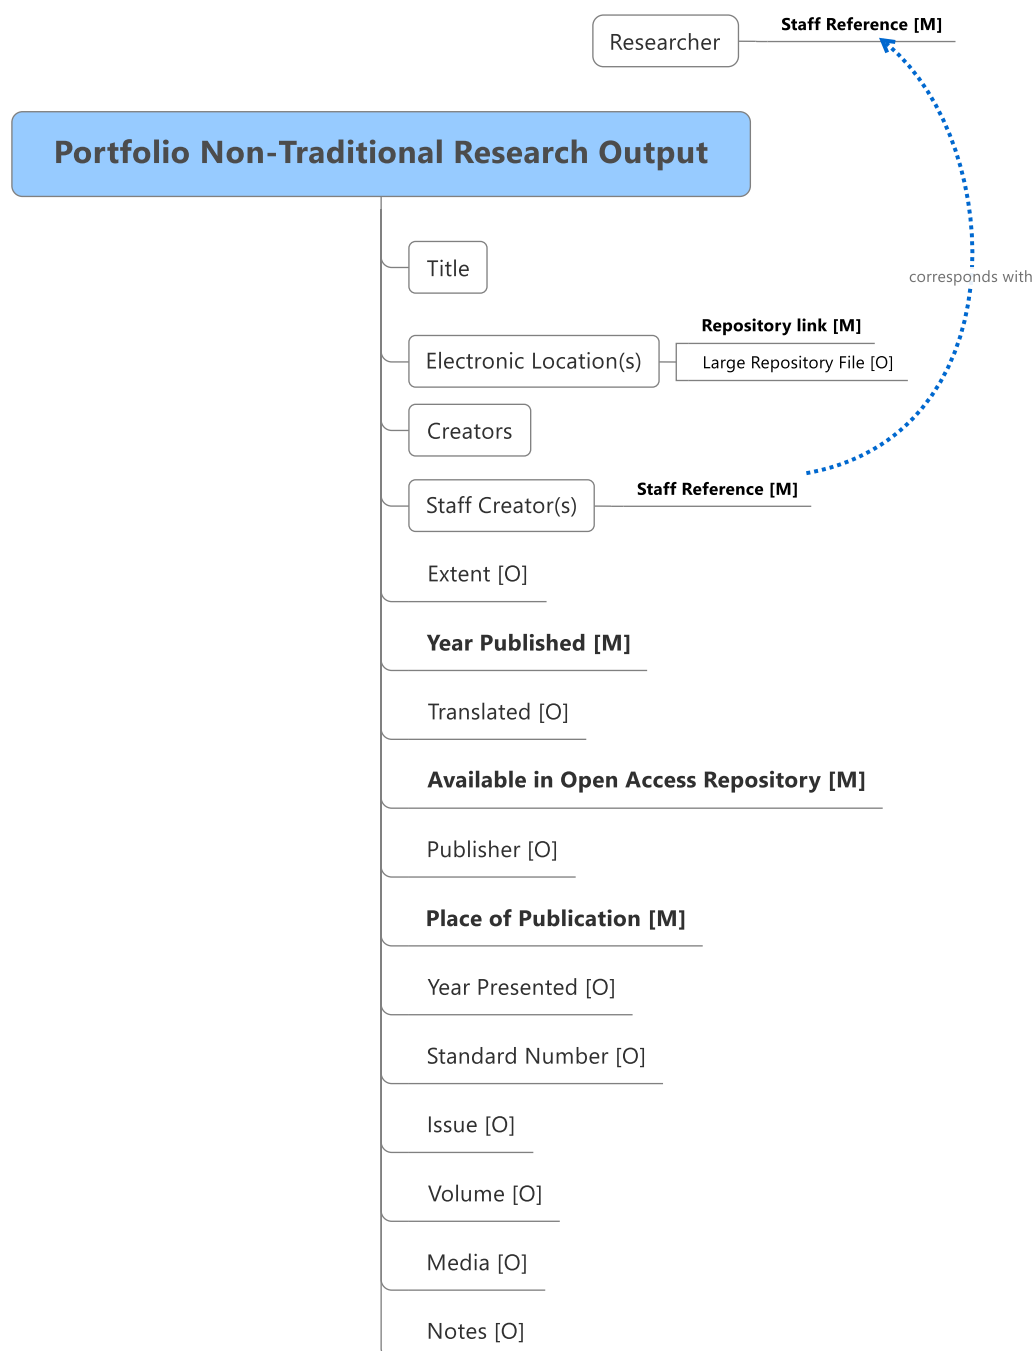 Staff Reference [M]
Researcher
Portfolio Non-Traditional Research Output
Title
corresponds with
Repository link [M]
Electronic Location(s)
Large Repository File [O]
Creators
Staff Reference [M]
Staff Creator(s)
Extent [O]
Year Published [M]
Translated [O]
Available in Open Access Repository [M]
Publisher [O]
Place of Publication [M]
Year Presented [O]
Standard Number [O]
Issue [O]
Volume [O]
Media [O]
Notes [O]